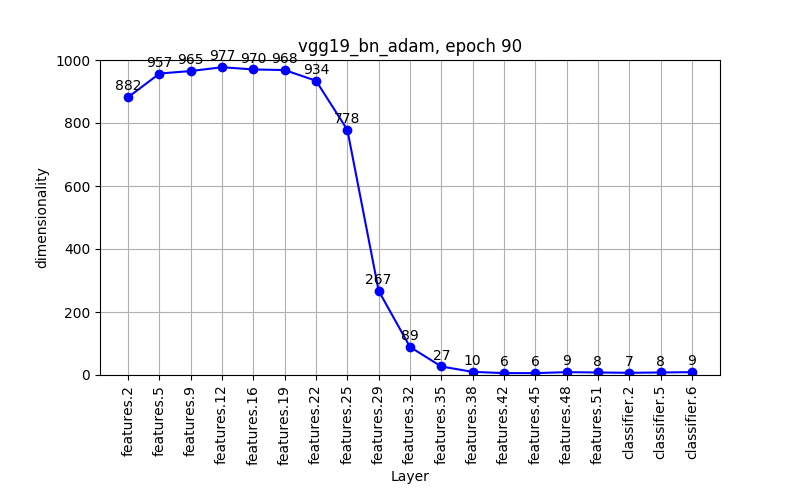 vgg19_bn_adam, epoch 90
dimensionality
1000
800
600
400
200
0
882
957
965
977
970
968
934
778
267
89
27
10
6
6
9
8
7
8
9
features.2
features.5
features.9
features.12
features.16
features.19
features.22
features.25
features.29
features.32
features.35
features.38
features.42
features.45
features.48
features.51
classifier.2
classifier.5
classifier.6
Layer